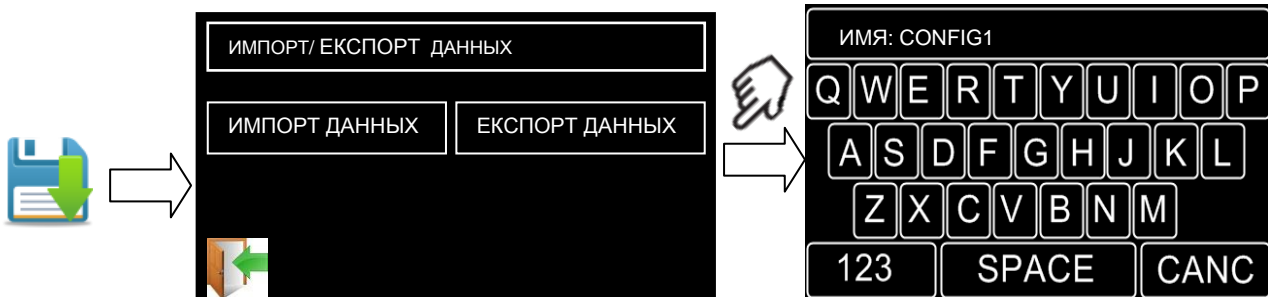 ИМПОРТ/ ЕКСПОРТ ДАННЫХ
ИМПОРТ ДАННЫХ
ЕКСПОРТ ДАННЫХ
ИМЯ: CONFIG1
Q W E R T Y U I O P
A S D F G H J K L
Z X C V B N M
123 SPACE CANC